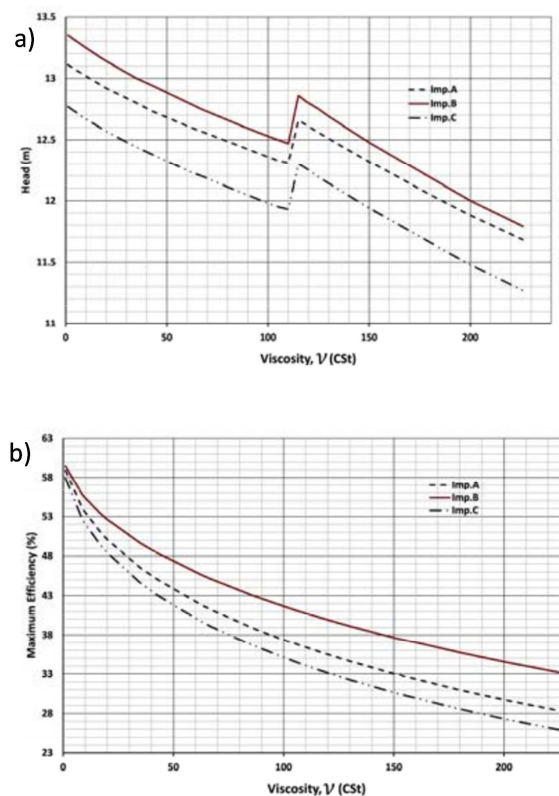 a)
13.5
13
12.5
12
11.5
11
Head (m)
Imp.A
Imp.B
Imp.C
0 50 100 150 200
Viscosity, 𝒱 (CSt)
b)
63
58
53
48
43
38
33
28
23
Maximum Efficiency (%)
Imp.A
Imp.B
Imp.C
0 50 100 150 200
Viscosity, 𝒱 (CSt)